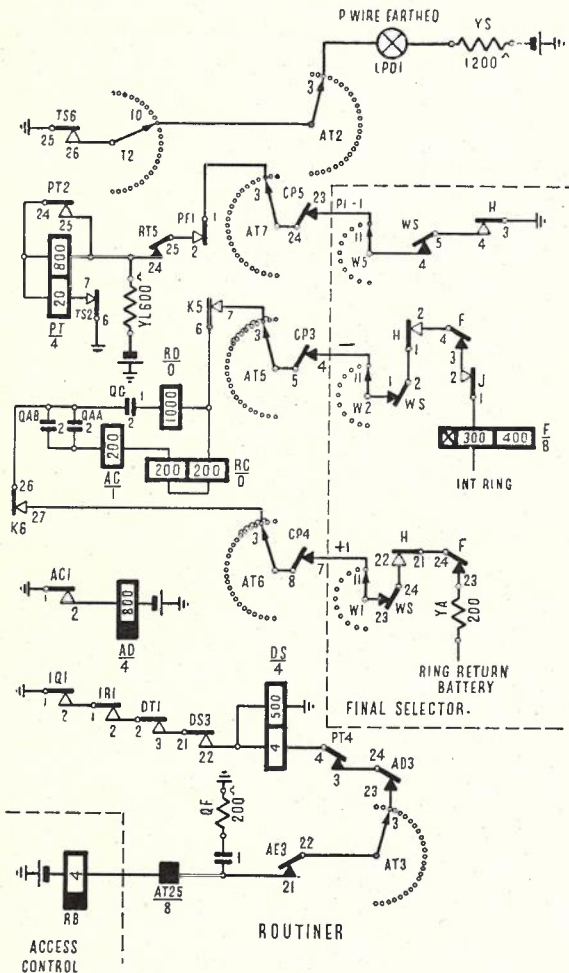 P WIRE EARTHED
YS
LPD1
1200^
TS6
10
3
25
26
T2
AT2
PT2
24
25
RT5
PF1
1
3
CP5
23
P1-1
H
WS
11
5
800
25
2
24
AT7
24
W5
4
4
3
20
7
TS2
PT
4
6
YL600
K5
7
6
3
CP3
4
–
11
H
2
4
F
1
3
RD
0
AT5
5
W2
1
2
WS
2
J
1
QG
1
2
1000
QAB
QAA
2
2
200
AC
1
200
200
RC
0
300
400
F
8
INT RING
26
K6
27
3
CP4
+1
H
22
21
24
F
7
11
24
23
AC1
1
2
800
AD
4
AT6
8
W1
23
WS
YA
200
DS
4
RING RETURN
BATTERY
FINAL SELECTOR.
IQ1
1
2
IR1
1
2
DT1
2
3
DS3
21
22
500
4
PT4
4
3
24
AD3
23
3
QF
200
1
AE3
22
21
AT3
4
RB
AT25
8
ROUTINER
ACCESS
CONTROL